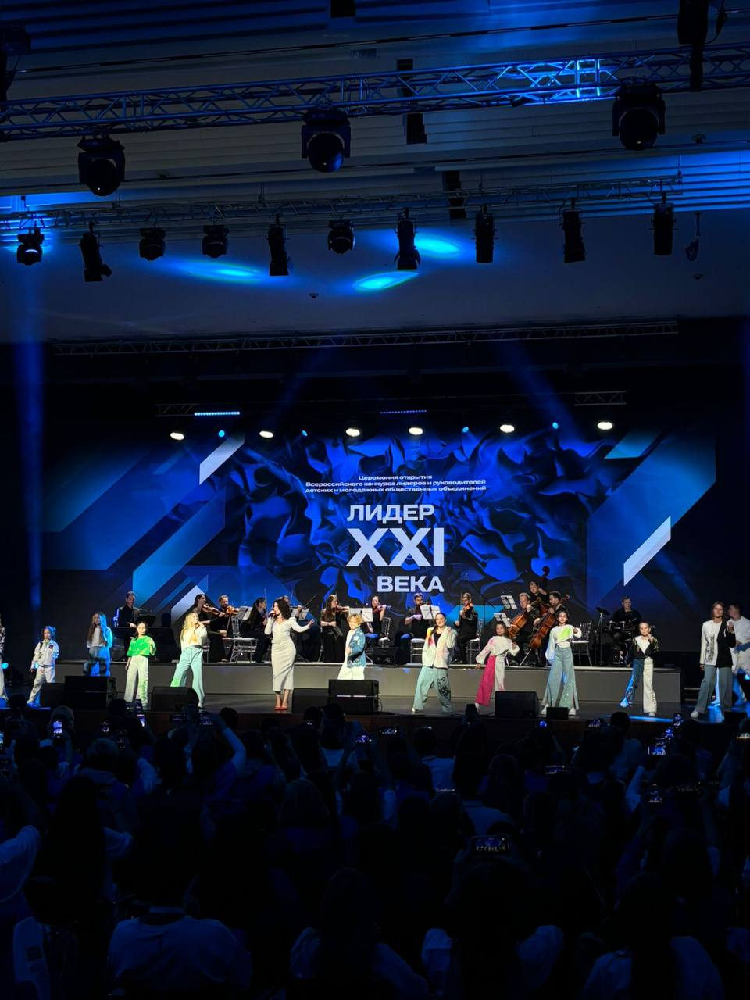 Церемония открытия
Всероссийского конкурса лидеров и руководителей
детских и молодежных общественных объединений
ЛИДЕР
XXI
ВЕКА